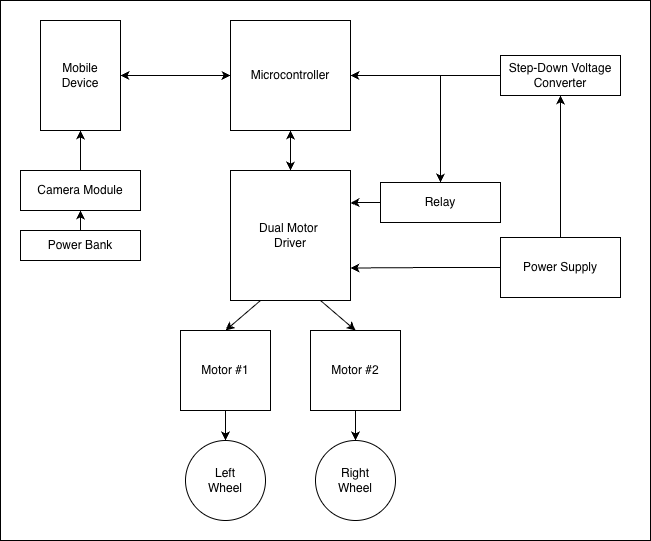 Mobile
Device
Microcontroller
Step-Down Voltage
Converter
Camera Module
Power Bank
Dual Motor
Driver
Relay
Power Supply
Motor #1
Motor #2
Left
Wheel
Right
Wheel